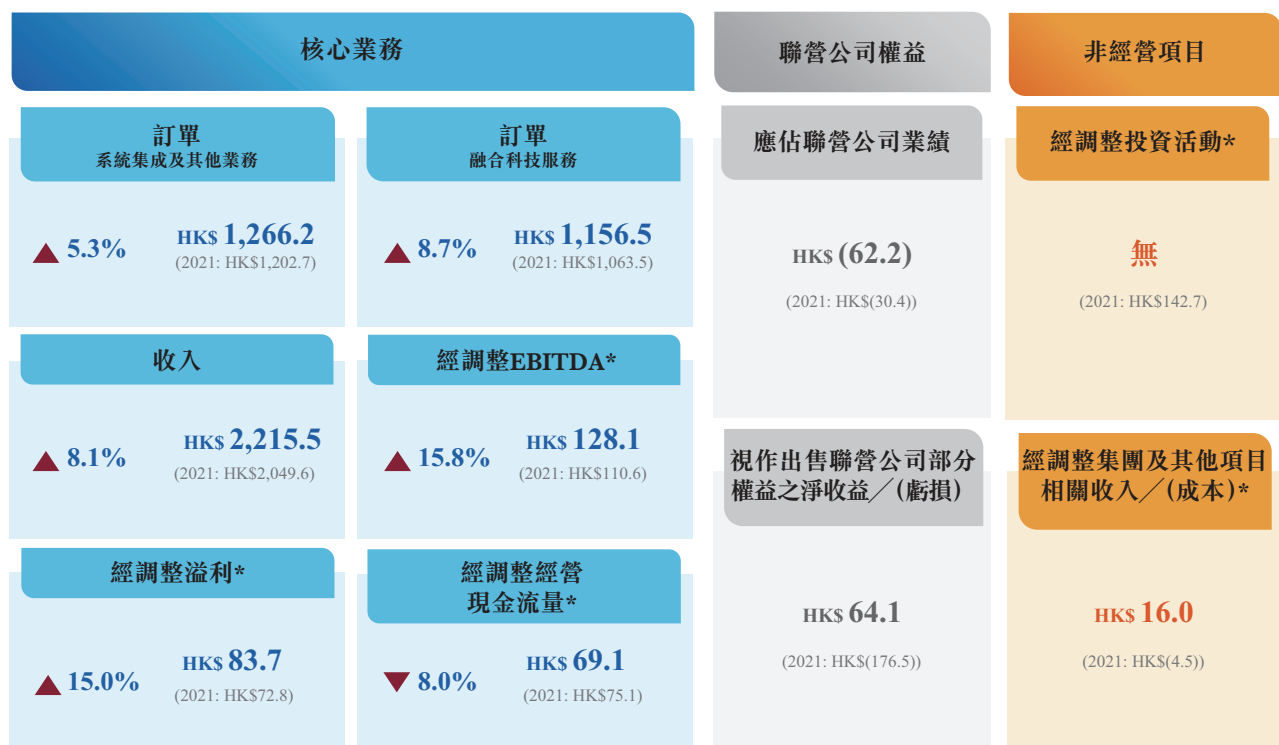 核心業務
訂單
系統集成及其他業務
▲ 5.3%
HK$ 1,266.2
(2021: HK$1,202.7)
訂單
融合科技服務
▲ 8.7%
HK$ 1,156.5
(2021: HK$1,063.5)
收入
▲ 8.1%
HK$ 2,215.5
(2021: HK$2,049.6)
經調整EBITDA*
▲ 15.8%
HK$ 128.1
(2021: HK$110.6)
經調整溢利*
▲ 15.0%
HK$ 83.7
(2021: HK$72.8)
經調整經營
現金流量*
▼ 8.0%
HK$ 69.1
(2021: HK$75.1)
聯營公司權益
應佔聯營公司業績
HK$ (62.2)
(2021: HK$(30.4))
視作出售聯營公司部分
權益之淨收益╱(虧損)
HK$ 64.1
(2021: HK$(176.5))
非經營項目
經調整投資活動*
無
(2021: HK$142.7)
經調整集團及其他項目
相關收入╱(成本)*
HK$ 16.0
(2021: HK$(4.5))